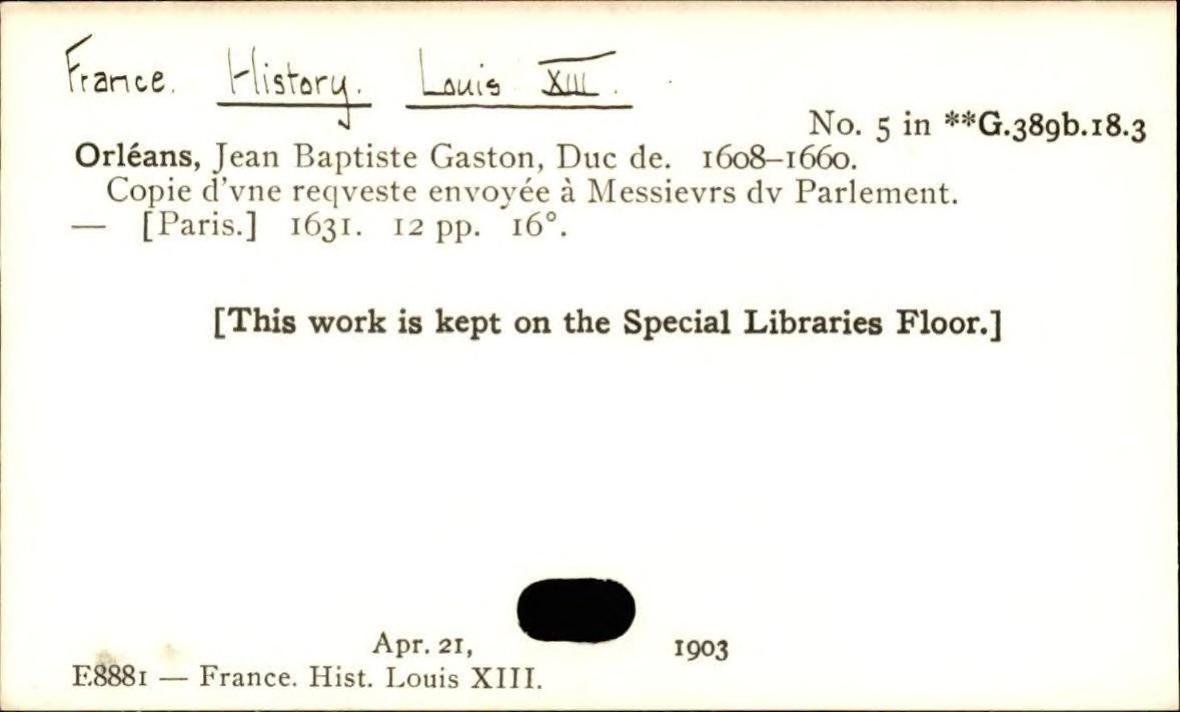 France. History. Louis XIII.
No. 5 in **G.389b.18.3
Orléans, Jean Baptiste Gaston, Duc de. 1608–1660.
Copie d'vne reqveste envoyée à Messievrs dv Parlement.
— [Paris.] 1631. 12 pp. 16°.
[This work is kept on the Special Libraries Floor.]
Apr. 21, 1903
E8881 — France. Hist. Louis XIII.